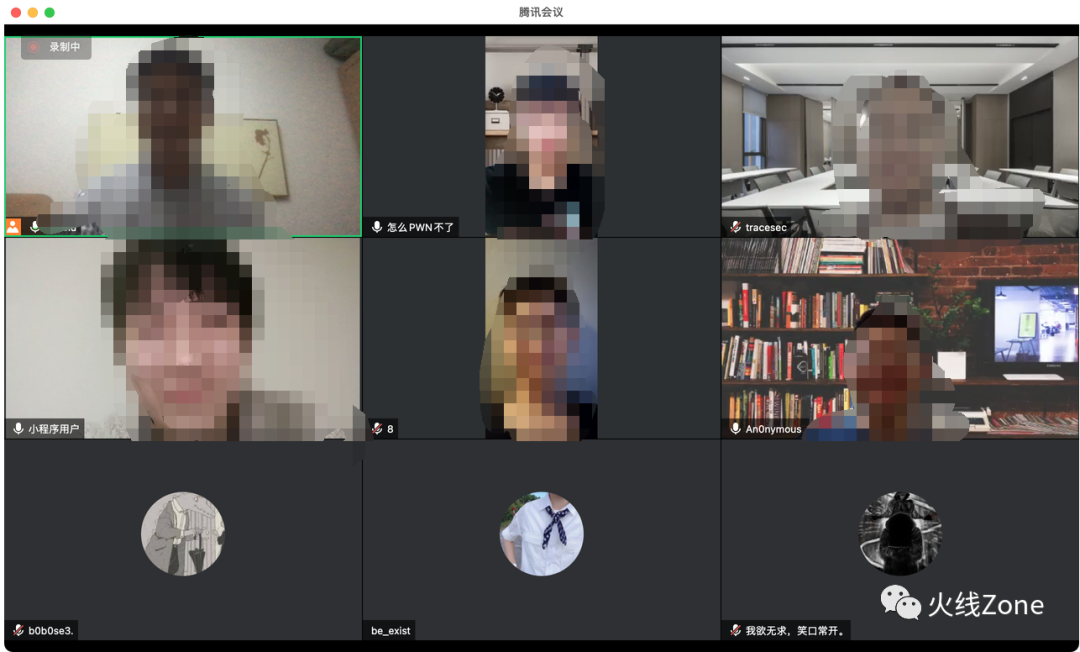 腾讯会议
录制中
怎么PWN不了
tracesec
小程序用户
8
An0nymous
b0b0se3.
be_exist
我欲无求，笑口常开。
火线Zone